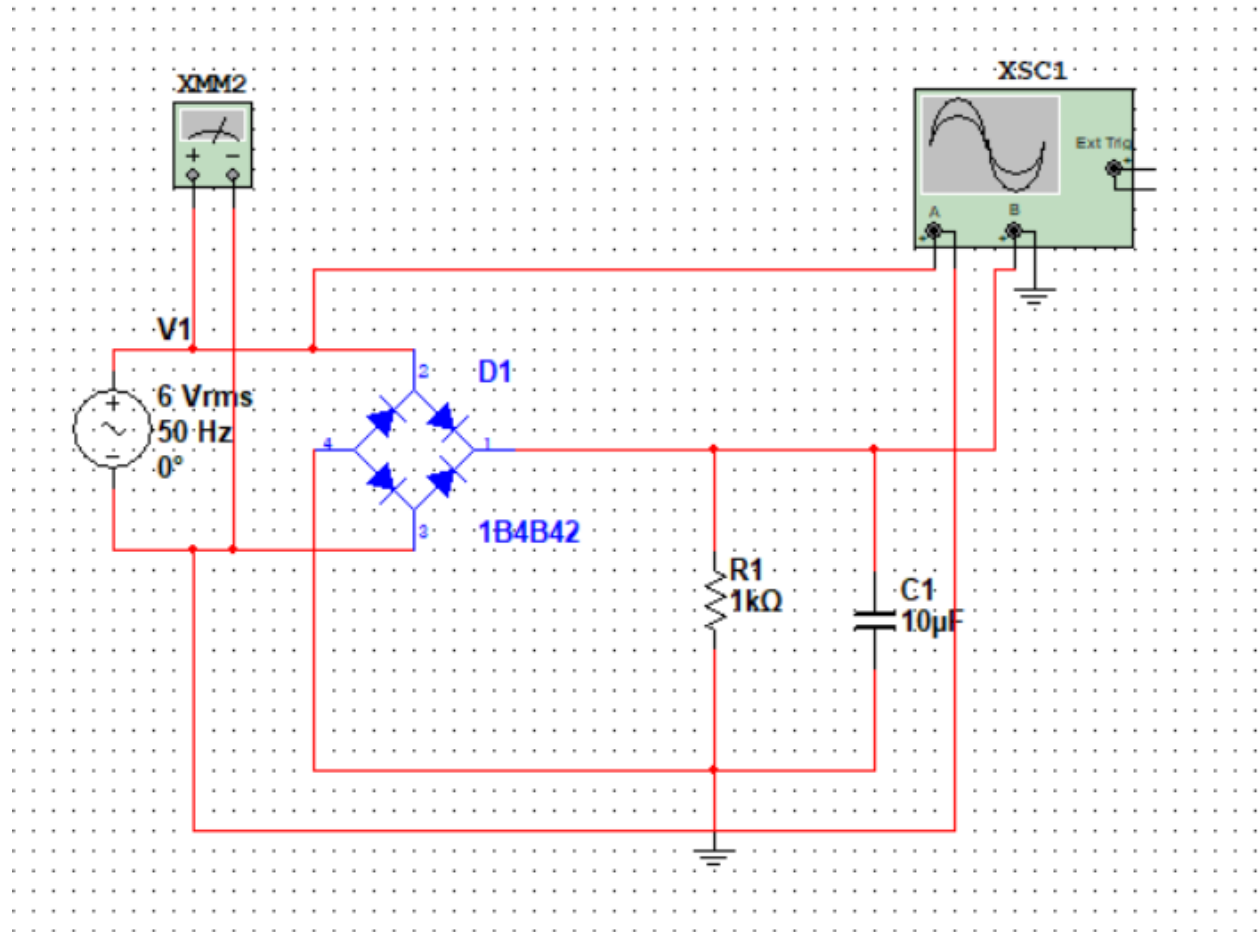 XMM2
XSC1
Ext Trig
A
B
V1
6 Vrms
50 Hz
0°
2
D1
4
1
3
1B4B42
R1
1kΩ
C1
10µF